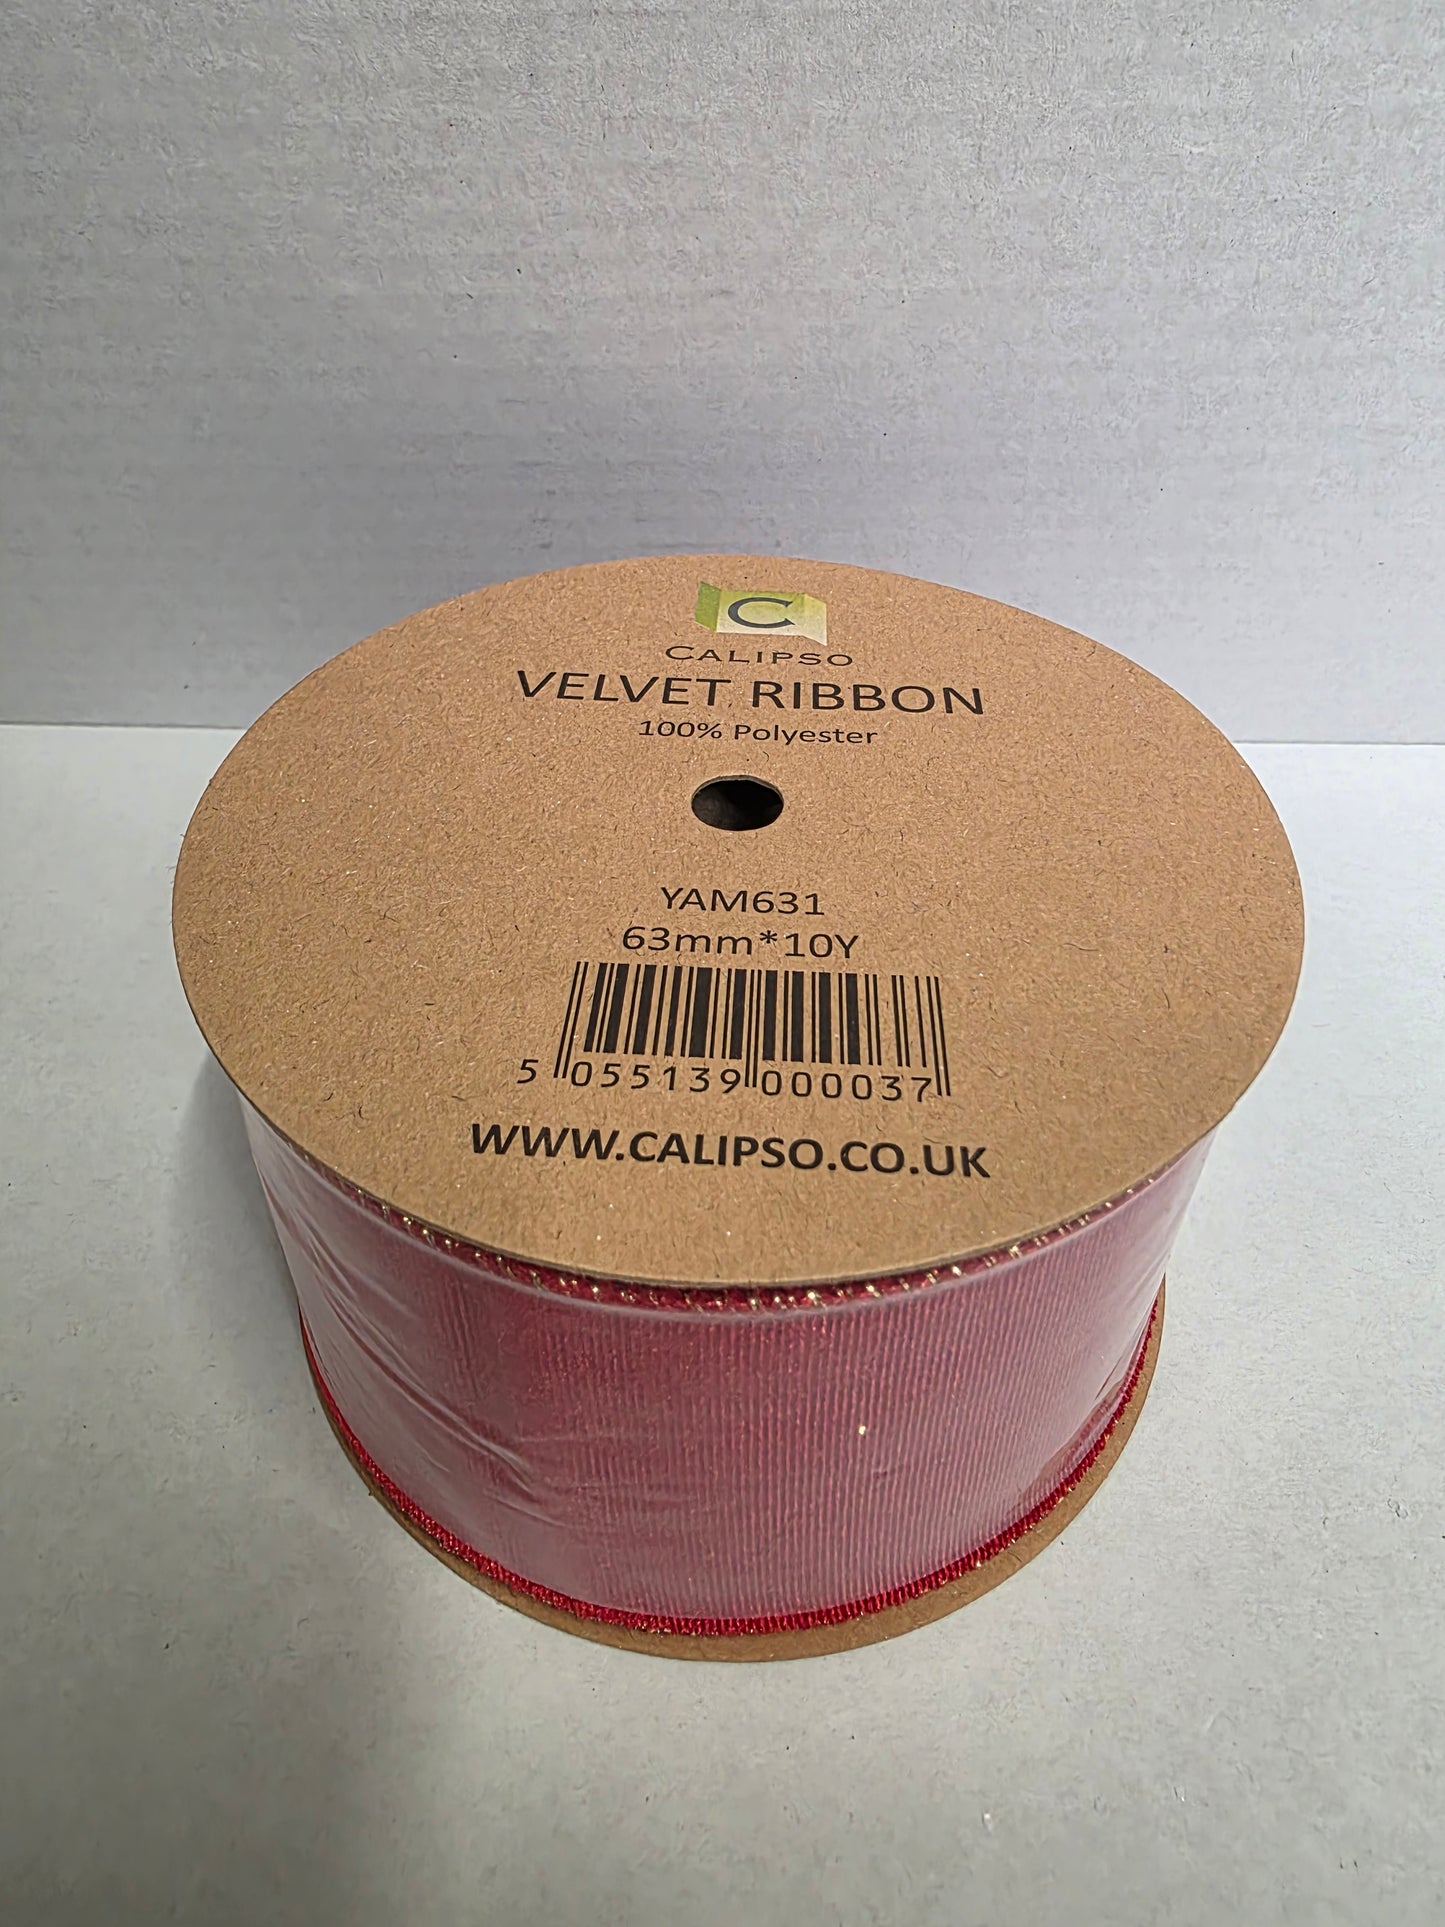 C
CALIPSO
VELVET RIBBON
100% Polyester
YAM631
63mm*10Y
5 055139 000037
WWW.CALIPSO.CO.UK